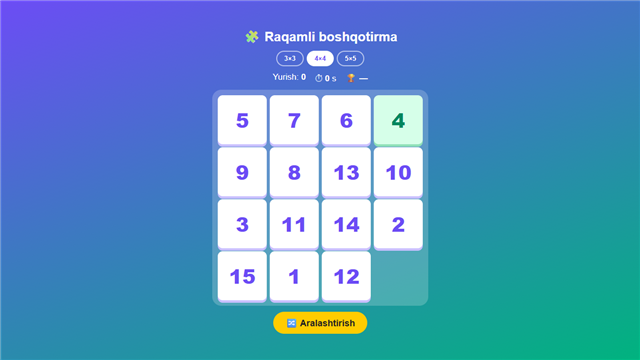 🧩 Raqamli boshqotirma
3×3 4×4 5×5
Yurish: 0 ⏱ 0 s 🏆 —
5 7 6 4
9 8 13 10
3 11 14 2
15 1 12
🔀 Aralashtirish